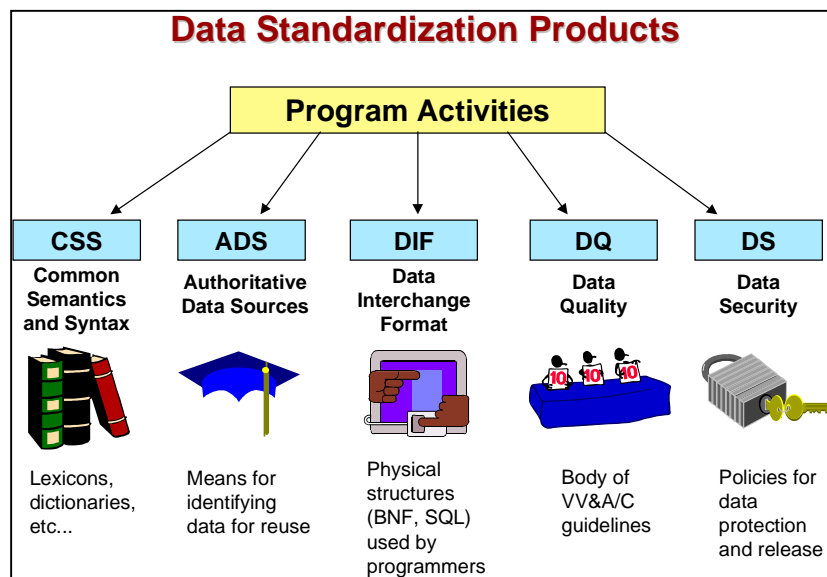 Data Standardization Products
Program Activities
CSS
Common
Semantics
and Syntax
Lexicons,
dictionaries,
etc...
ADS
Authoritative
Data Sources
Means for
identifying
data for reuse
DIF
Data
Interchange
Format
Physical
structures
(BNF, SQL)
used by
programmers
DQ
Data
Quality
10
10
10
Body of
VV&A/C
guidelines
DS
Data
Security
Policies for
data
protection
and release